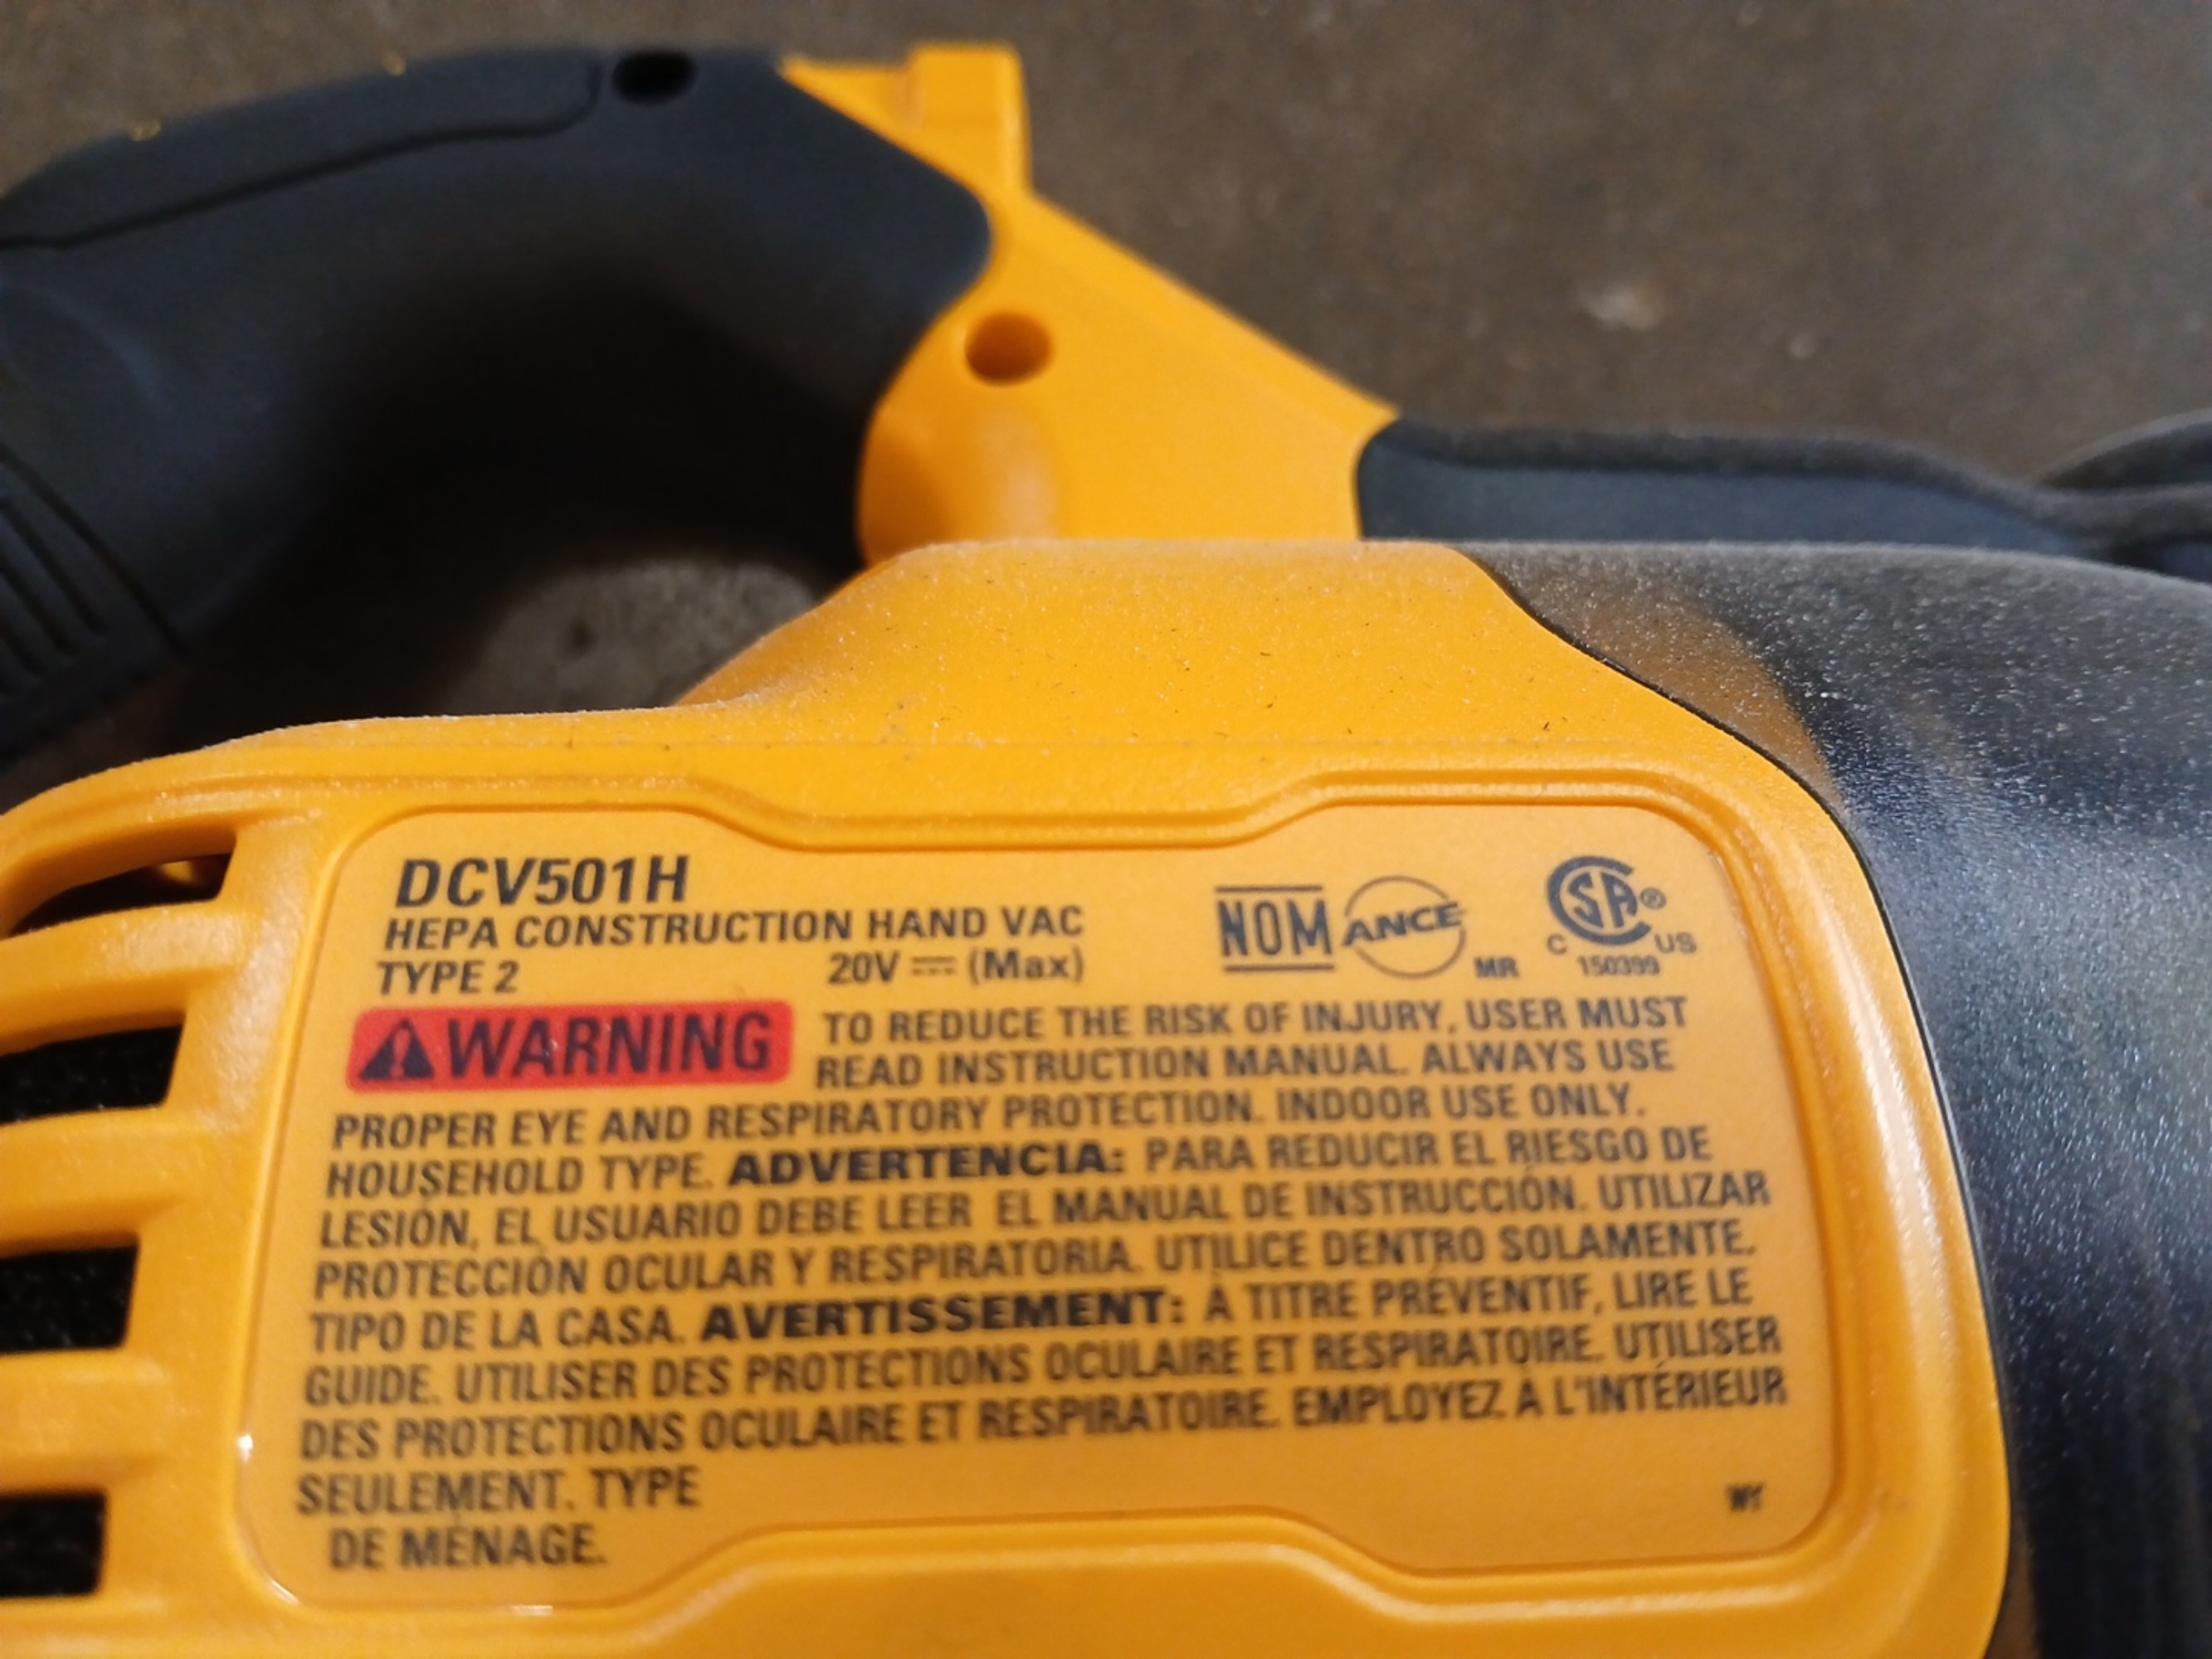 DCV501H
HEPA CONSTRUCTION HAND VAC
TYPE 2 20V (Max)
NOM ANCE MR
CSA ®
C US
150399
WARNING TO REDUCE THE RISK OF INJURY, USER MUST
READ INSTRUCTION MANUAL. ALWAYS USE
PROPER EYE AND RESPIRATORY PROTECTION. INDOOR USE ONLY.
HOUSEHOLD TYPE. ADVERTENCIA: PARA REDUCIR EL RIESGO DE
LESIÓN, EL USUARIO DEBE LEER EL MANUAL DE INSTRUCCIÓN. UTILIZAR
PROTECCIÓN OCULAR Y RESPIRATORIA. UTILICE DENTRO SOLAMENTE.
TIPO DE LA CASA. AVERTISSEMENT: À TITRE PRÉVENTIF, LIRE LE
GUIDE. UTILISER DES PROTECTIONS OCULAIRE ET RESPIRATOIRE. UTILISER
DES PROTECTIONS OCULAIRE ET RESPIRATOIRE. EMPLOYEZ À L'INTÉRIEUR
SEULEMENT. TYPE
DE MÉNAGE.